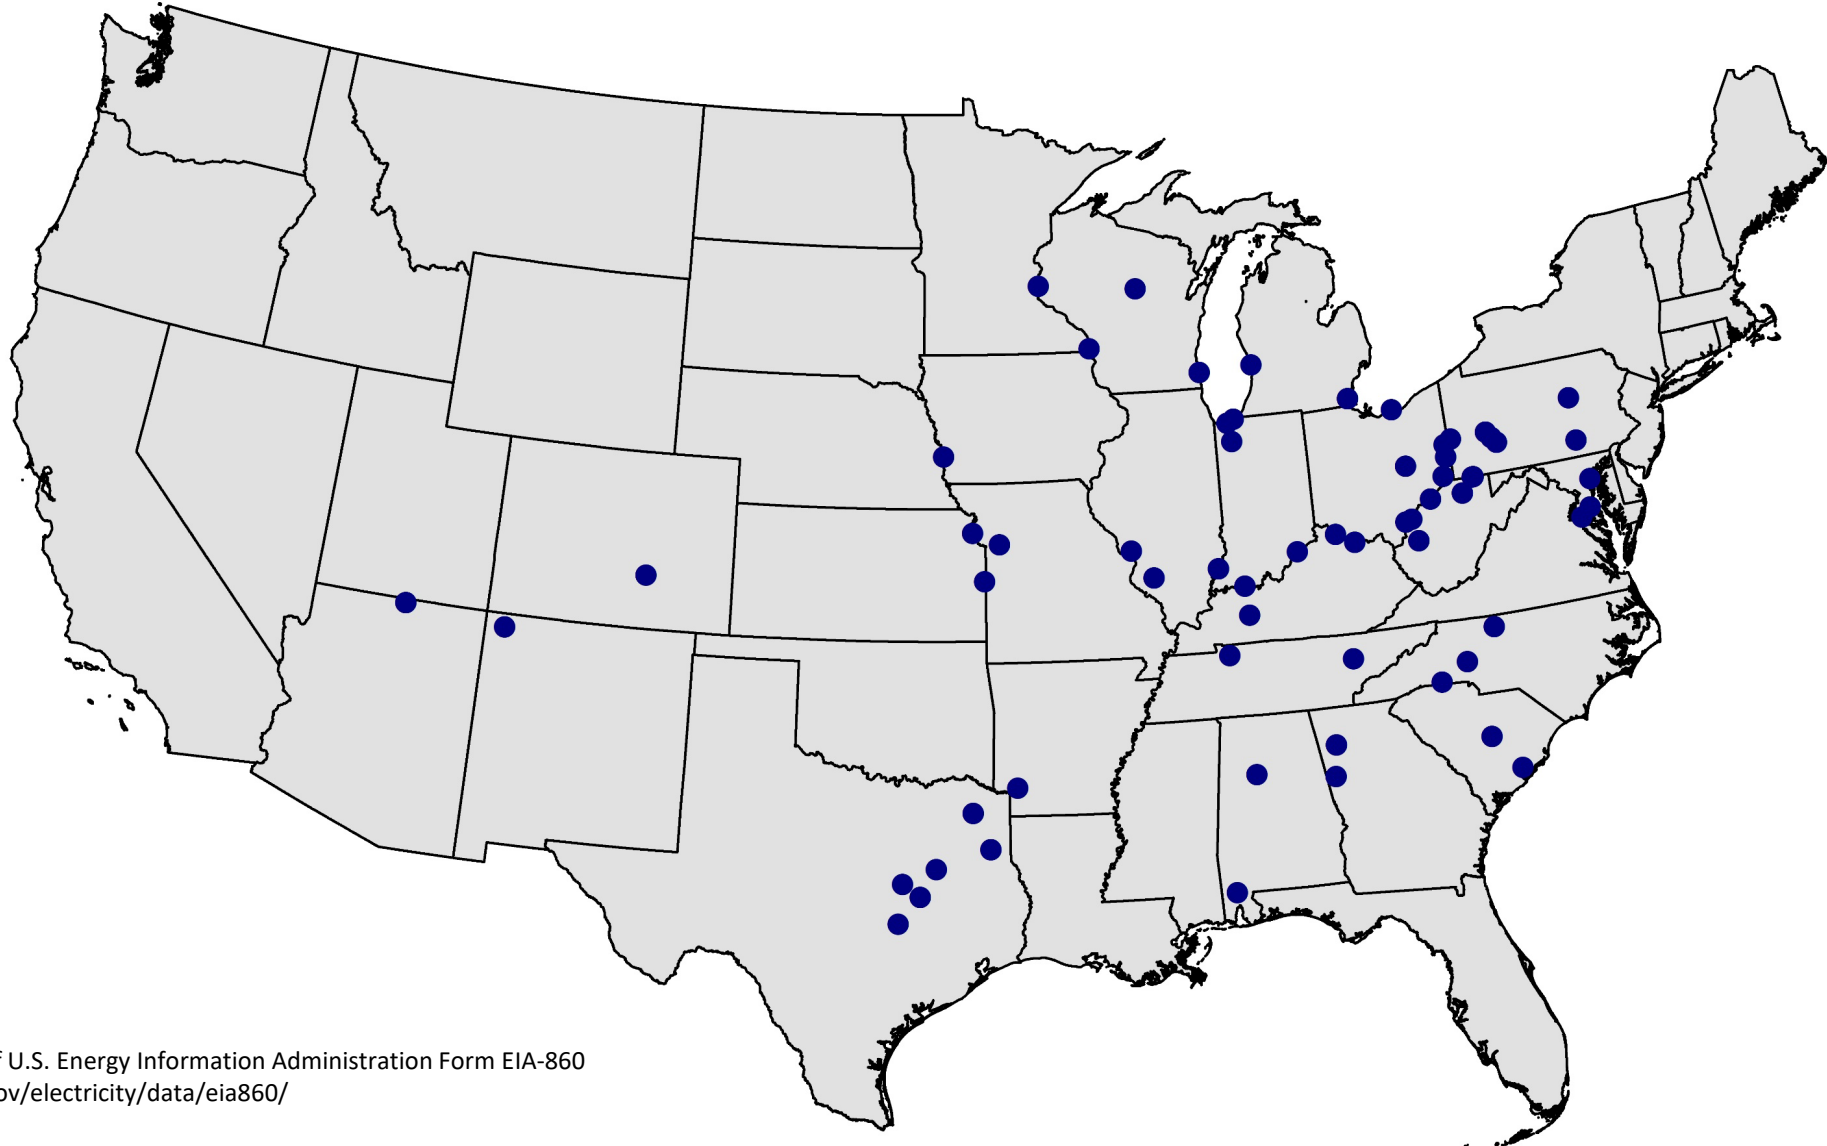 U.S. Energy Information Administration Form EIA-860
ov/electricity/data/eia860/